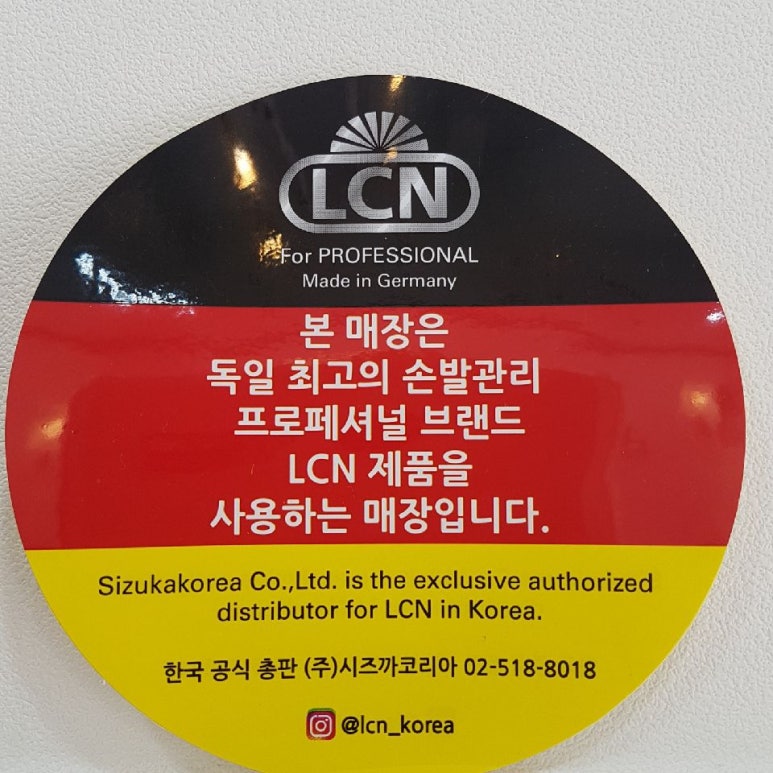 LCN
For PROFESSIONAL
Made in Germany
본 매장은
독일 최고의 손발관리
프로페셔널 브랜드
LCN 제품을
사용하는 매장입니다.
Sizukakorea Co.,Ltd. is the exclusive authorized
distributor for LCN in Korea.
한국 공식 총판 (주)시즈까코리아 02-518-8018
@lcn_korea